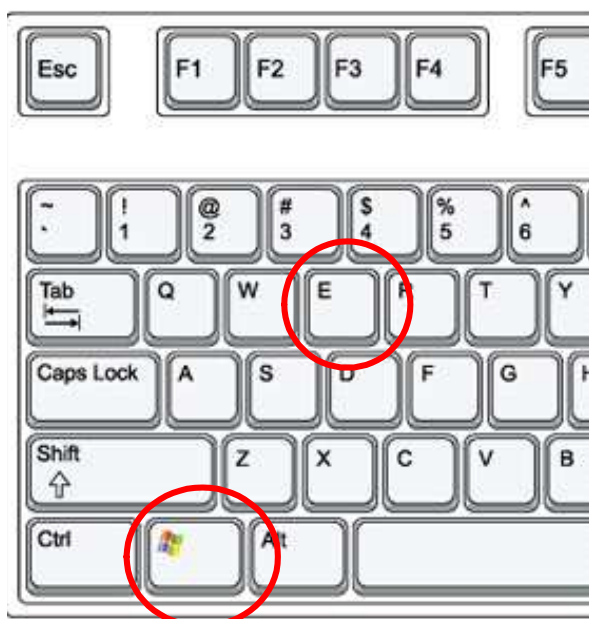 Esc F1 F2 F3 F4 F5
~ ! @ # $ % ^
` 1 2 3 4 5 6
Tab Q W E R T Y
Caps Lock A S D F G H
Shift Z X C V B
Ctrl Alt